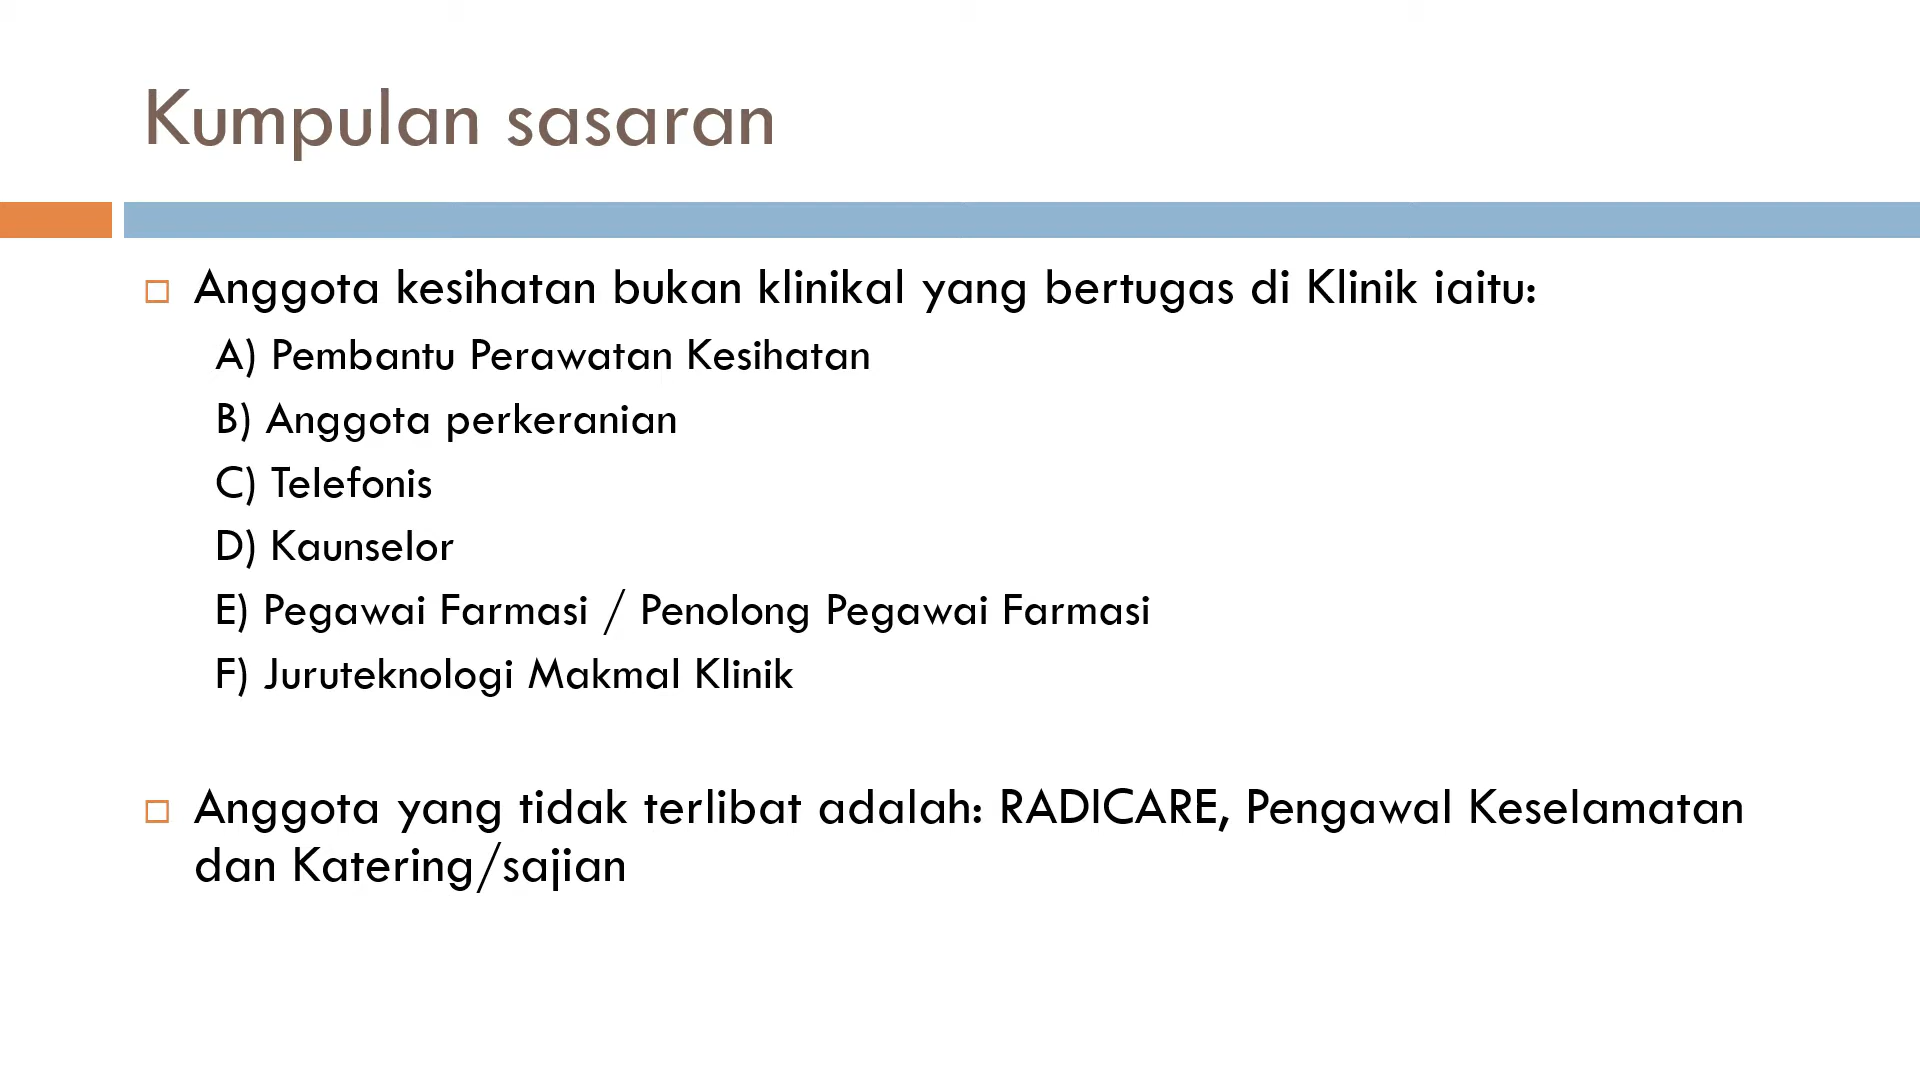 Kumpulan sasaran
Anggota kesihatan bukan klinikal yang bertugas di Klinik iaitu:
A) Pembantu Perawatan Kesihatan
B) Anggota perkeranian
C) Telefonis
D) Kaunselor
E) Pegawai Farmasi / Penolong Pegawai Farmasi
F) Juruteknologi Makmal Klinik
Anggota yang tidak terlibat adalah: RADICARE, Pengawal Keselamatan
dan Katering/sajian